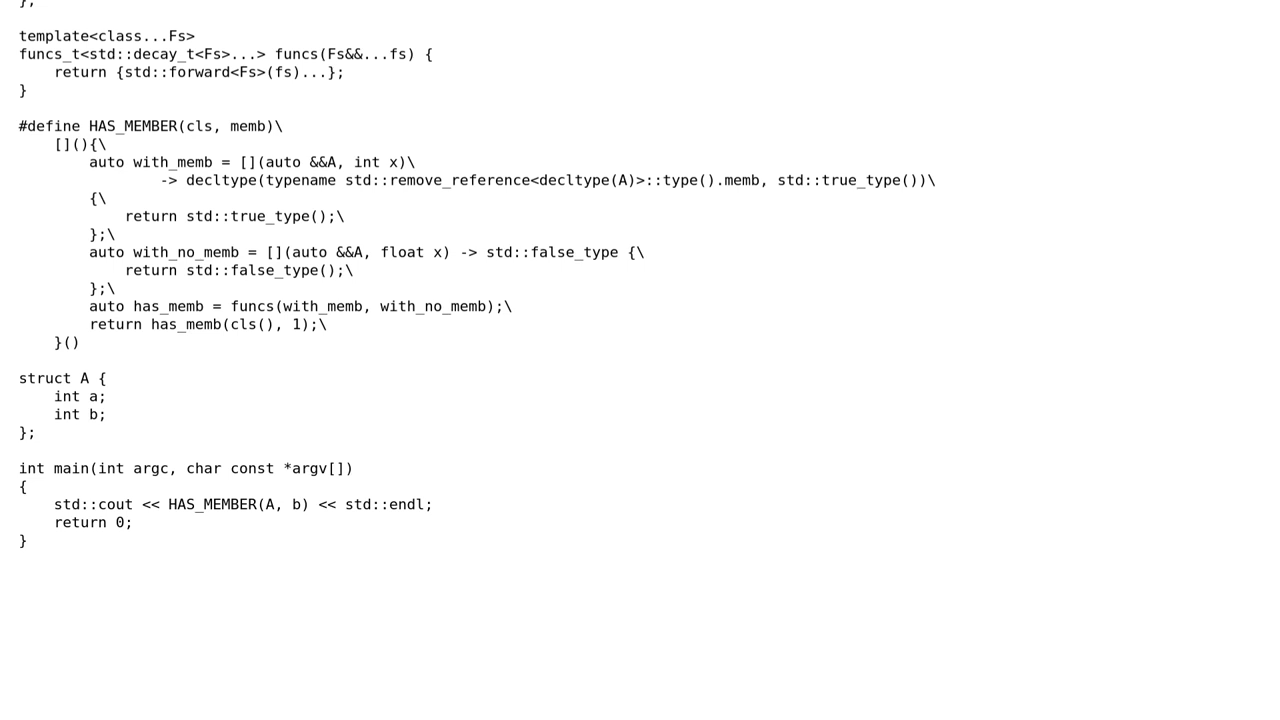 };
template<class...Fs>
funcs_t<std::decay_t<Fs>...> funcs(Fs&&...fs) {
    return {std::forward<Fs>(fs)...};
}
#define HAS_MEMBER(cls, memb)\
    [](){\
        auto with_memb = [](auto &&A, int x)\
                -> decltype(typename std::remove_reference<decltype(A)>::type().memb, std::true_type())\
        {\
            return std::true_type();\
        };\
        auto with_no_memb = [](auto &&A, float x) -> std::false_type {\
            return std::false_type();\
        };\
        auto has_memb = funcs(with_memb, with_no_memb);\
        return has_memb(cls(), 1);\
    }()
struct A {
    int a;
    int b;
};
int main(int argc, char const *argv[])
{
    std::cout << HAS_MEMBER(A, b) << std::endl;
    return 0;
}